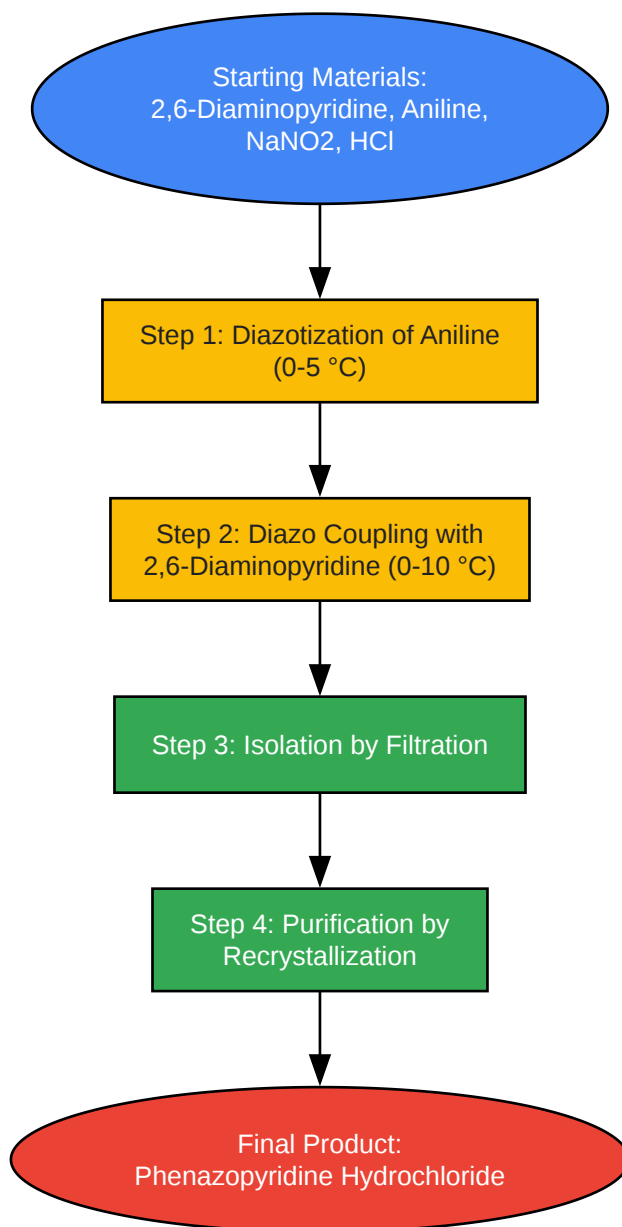 Starting Materials:
2,6-Diaminopyridine, Aniline,
NaNO2, HCl
Step 1: Diazotization of Aniline
(0-5 °C)
Step 2: Diazo Coupling with
2,6-Diaminopyridine (0-10 °C)
Step 3: Isolation by Filtration
Step 4: Purification by
Recrystallization
Final Product:
Phenazopyridine Hydrochloride